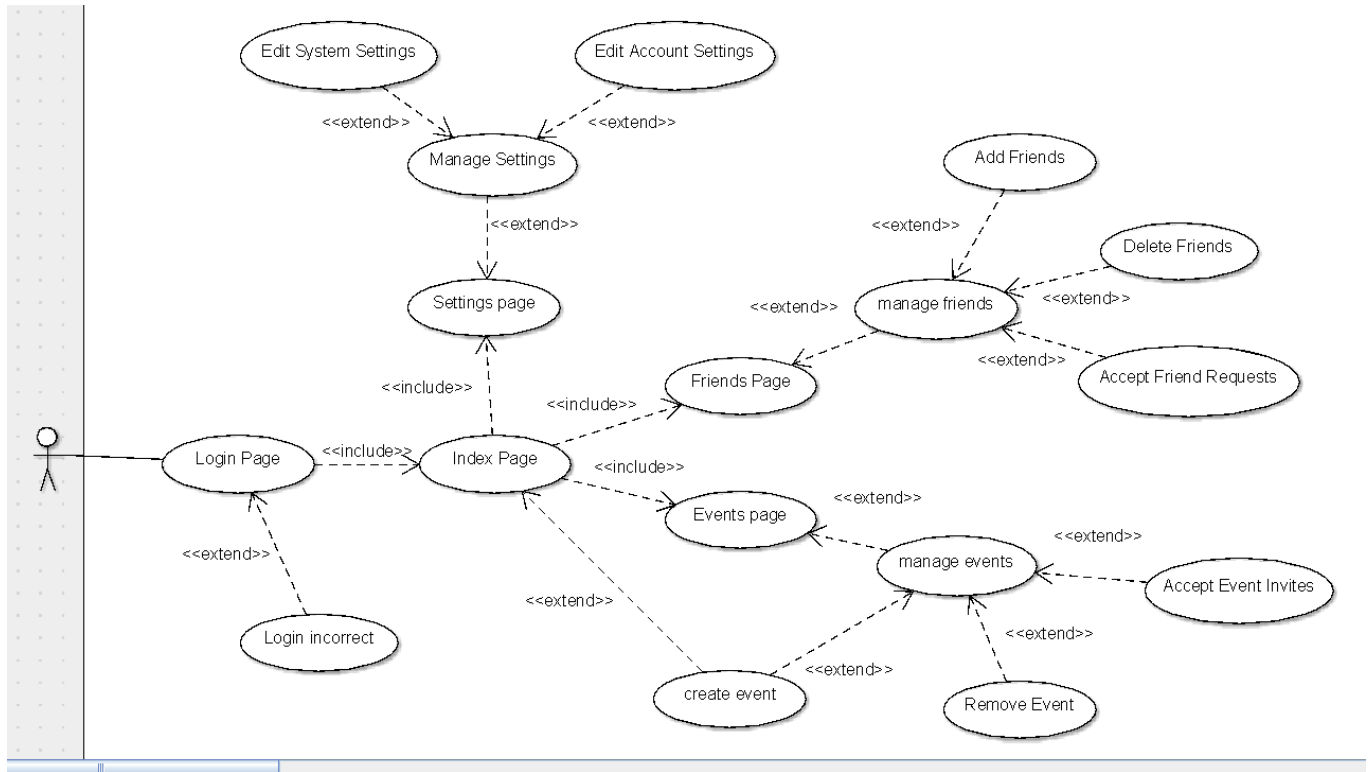 Edit System Settings
Edit Account Settings
<<extend>>
<<extend>>
Manage Settings
Add Friends
<<extend>>
<<extend>>
Delete Friends
Settings page
<<extend>>
manage friends
<<extend>>
<<extend>>
<<include>>
Friends Page
Accept Friend Requests
<<include>>
Login Page
<<include>>
Index Page
<<include>>
Events page
<<extend>>
<<extend>>
<<extend>>
manage events
Accept Event Invites
<<extend>>
Login incorrect
<<extend>>
<<extend>>
create event
Remove Event